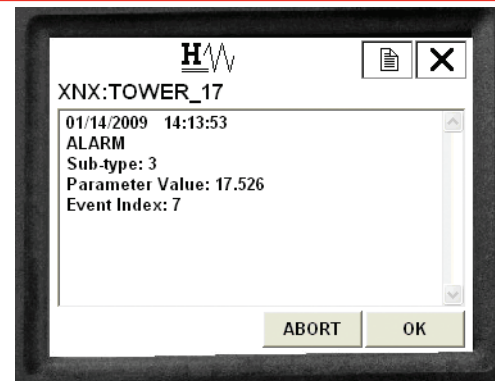 H
XNX:TOWER_17
01/14/2009 14:13:53
ALARM
Sub-type: 3
Parameter Value: 17.526
Event Index: 7
ABORT
OK